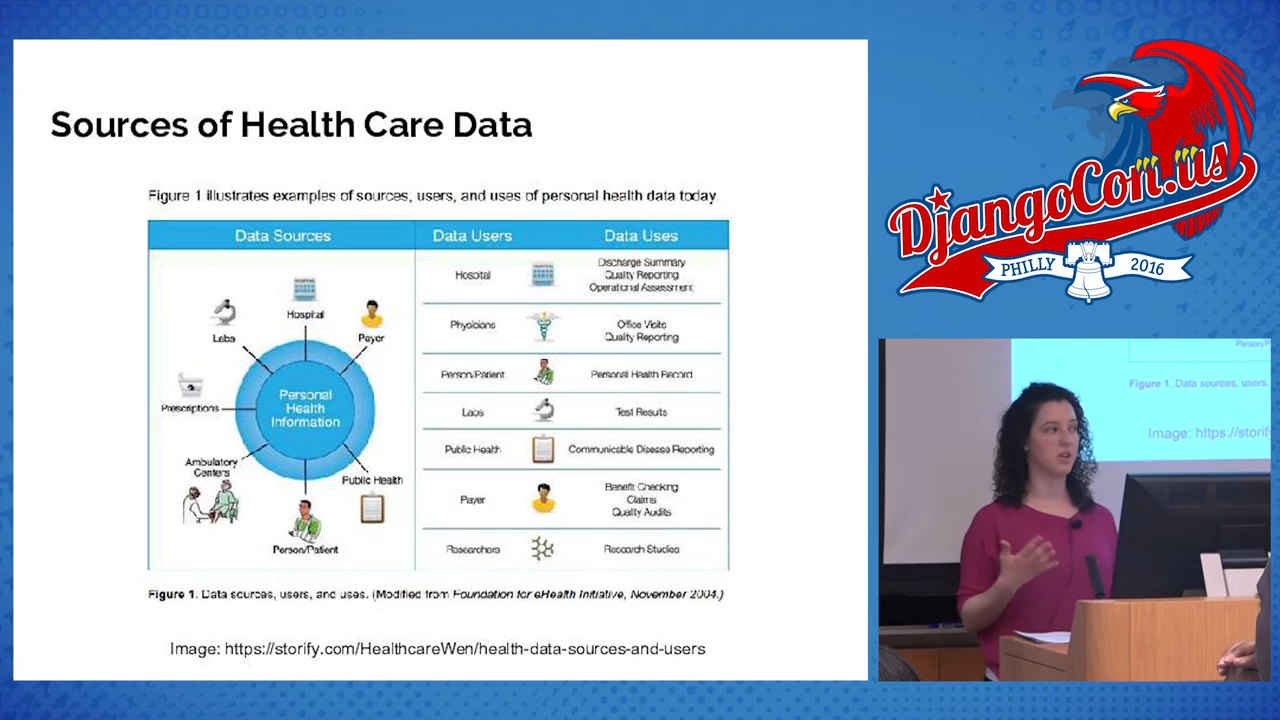 Sources of Health Care Data
Figure 1 illustrates examples of sources, users, and uses of personal health data today.
Data Sources
Data Users
Data Uses
Hospital
Labs
Payer
Prescriptions
Personal
Health
Information
Ambulatory
Centers
Public Health
Person/Patient
Hospital
Discharge Summary
Quality Reporting
Operational Assessment
Physicians
Office Visits
Quality Reporting
Person/Patient
Personal Health Record
Labs
Test Results
Public Health
Communicable Disease Reporting
Payer
Benefit Checking
Claims
Quality Audits
Researchers
Research Studies
Figure 1. Data sources, users, and uses. (Modified from Foundation for eHealth Initiative, November 2004.)
Image: https://storify.com/HealthcareWen/health-data-sources-and-users
DjangoCon.us
PHILLY 2016
Person/P
Figure 1. Data sources, users,
Image: https://storif